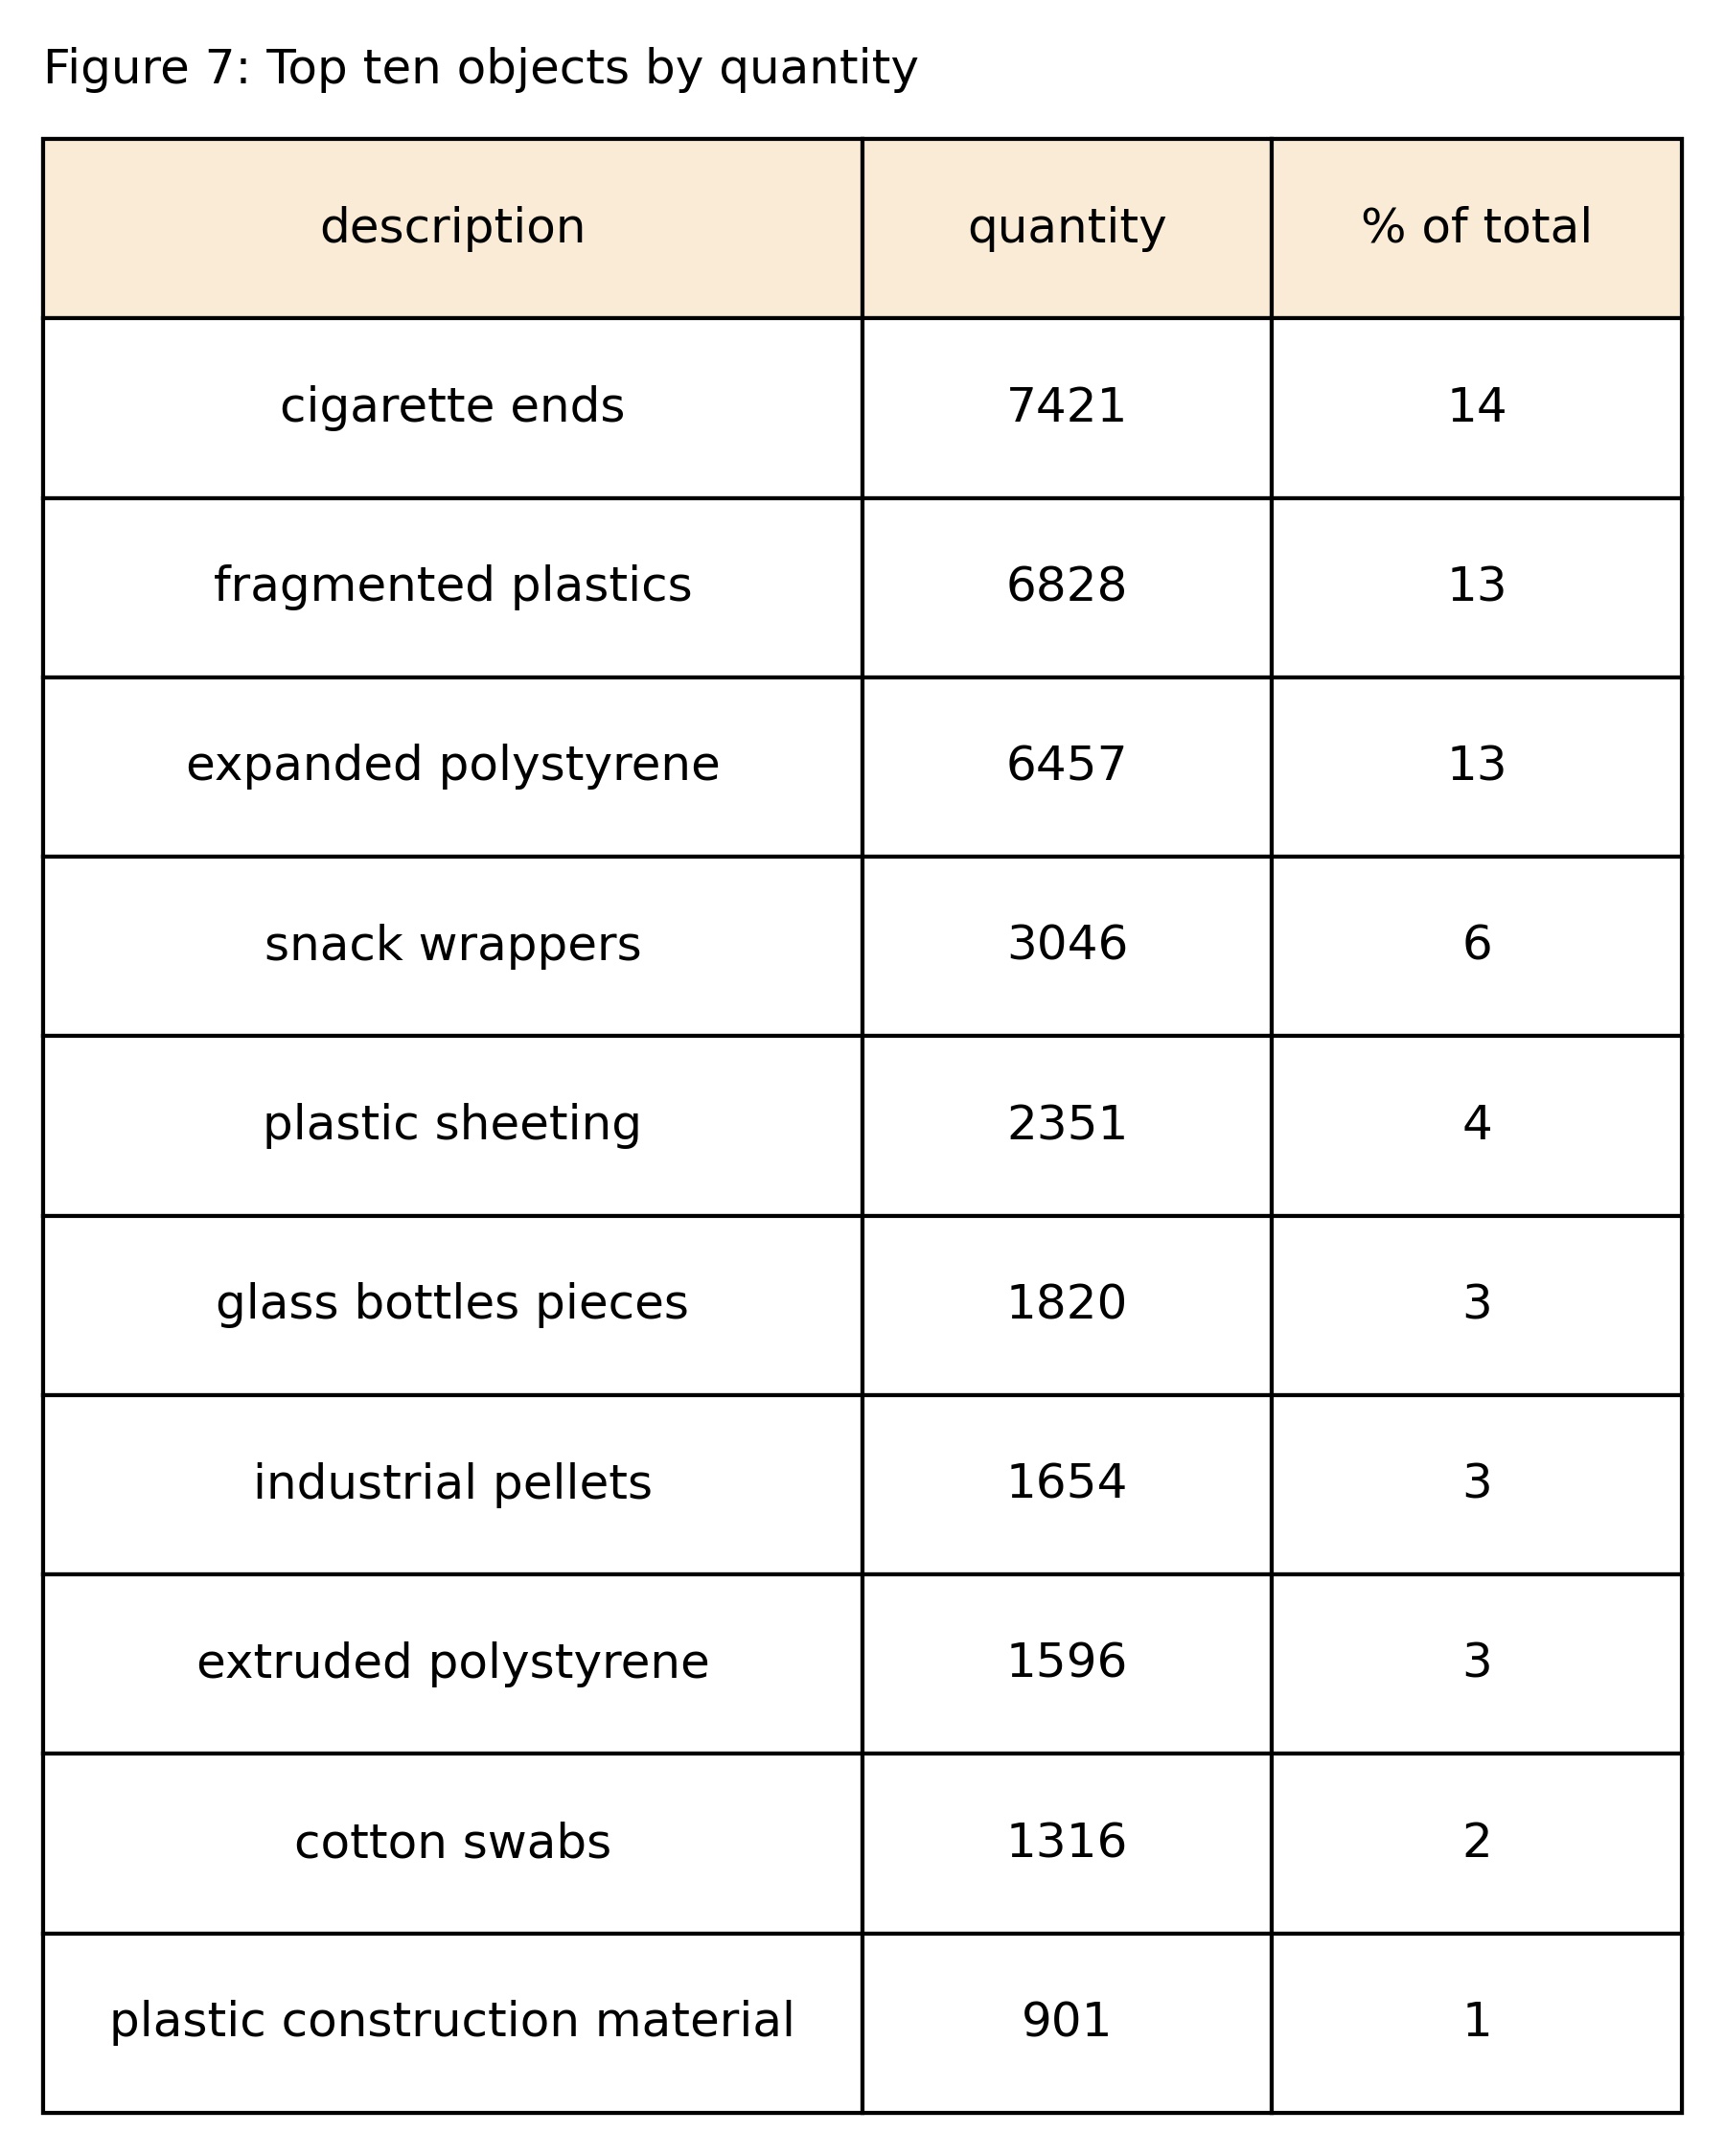 Figure 7: Top ten objects by quantity
description quantity % of total
cigarette ends 7421 14
fragmented plastics 6828 13
expanded polystyrene 6457 13
snack wrappers 3046 6
plastic sheeting 2351 4
glass bottles pieces 1820 3
industrial pellets 1654 3
extruded polystyrene 1596 3
cotton swabs 1316 2
plastic construction material 901 1